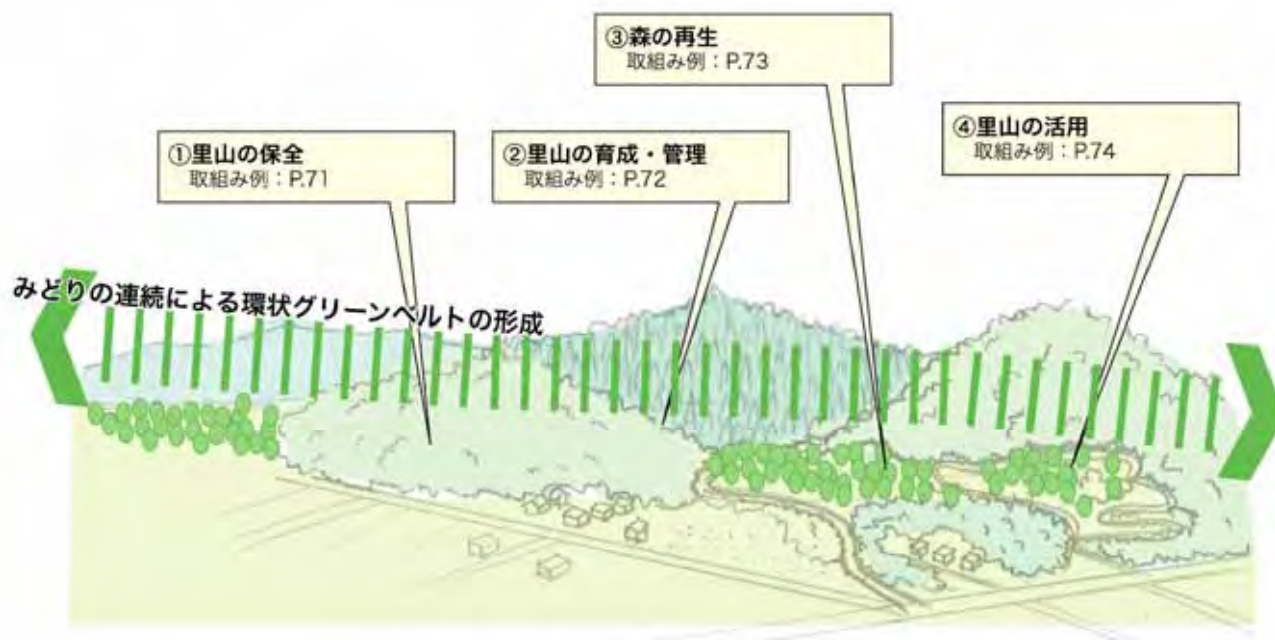 ③森の再生
取組み例：P.73
④里山の活用
取組み例：P.74
①里山の保全
取組み例：P.71
②里山の育成・管理
取組み例：P.72
みどりの連続による環状グリーンベルトの形成